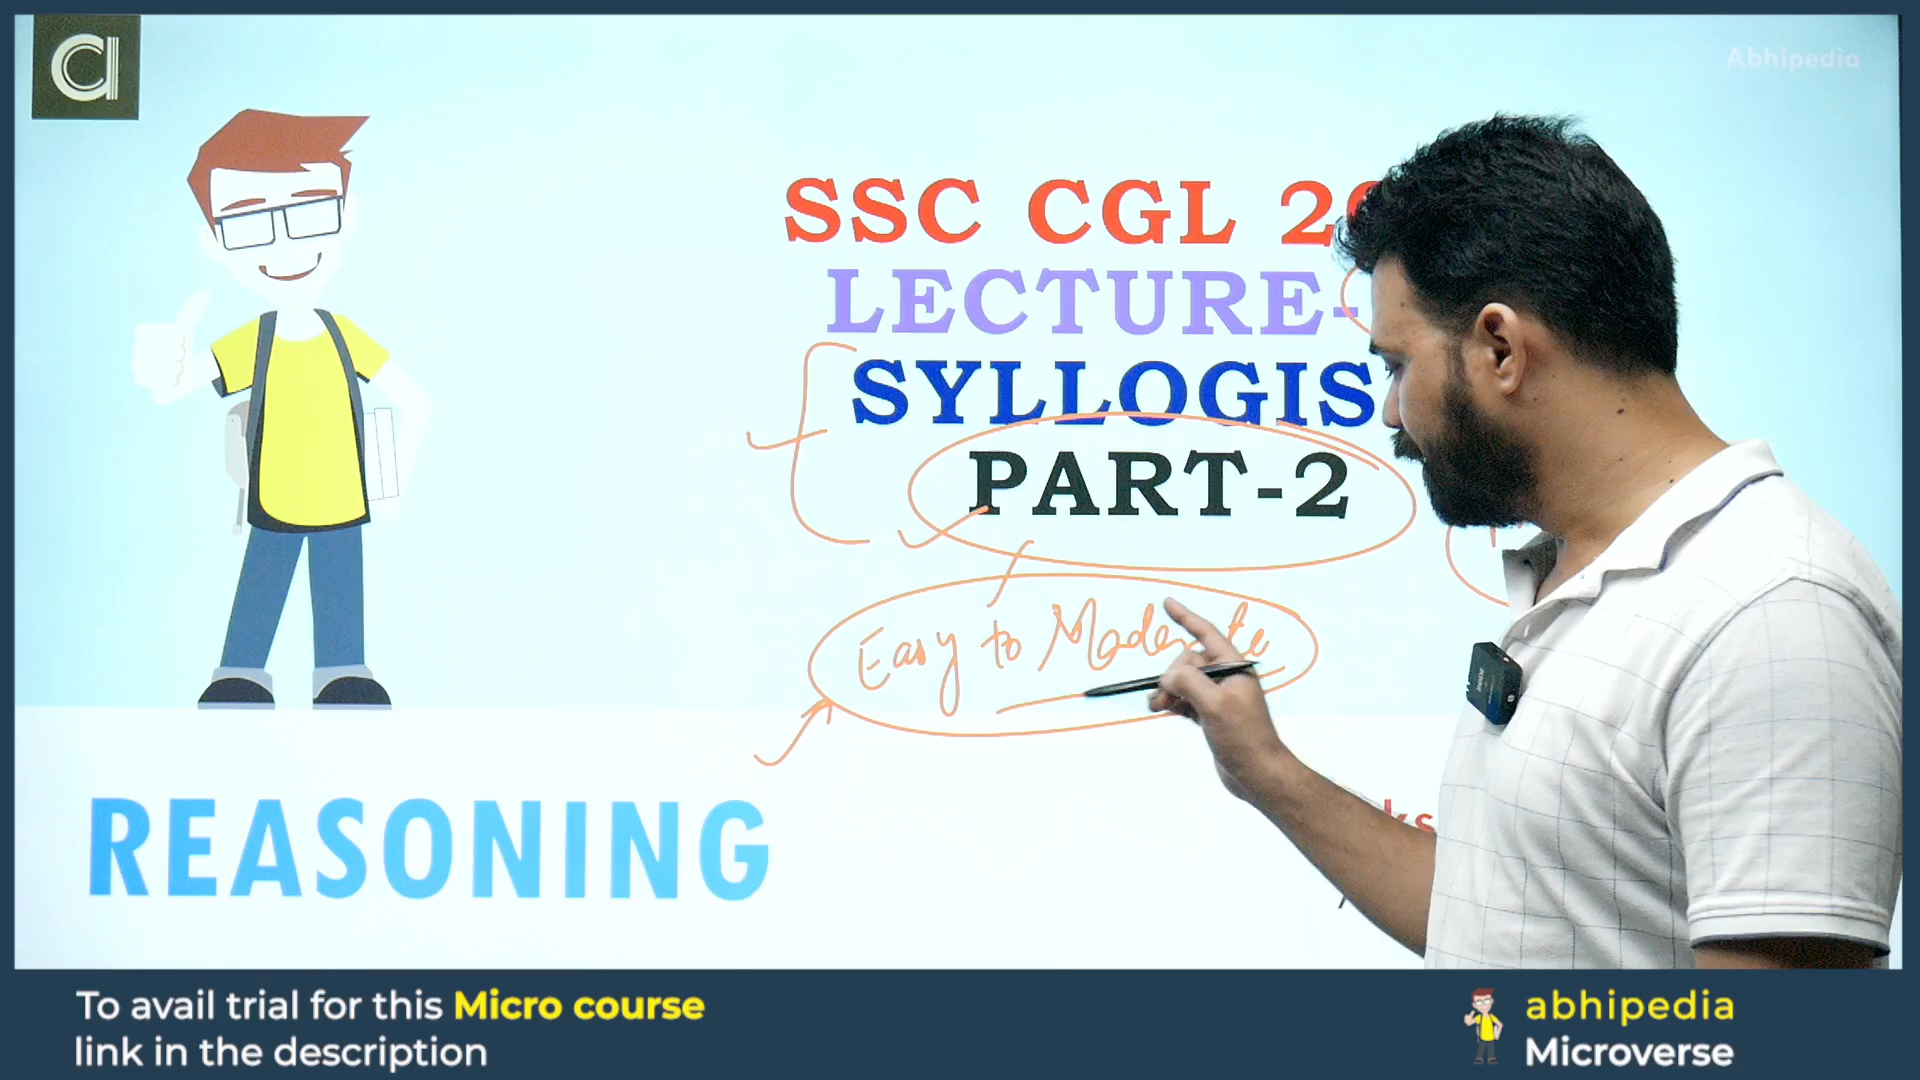 Abhipedia
SSC CGL
LECTURE-
SYLLOGIS
PART-2
Easy to Moderate
REASONING
To avail trial for this Micro course
link in the description
abhipedia
Microverse